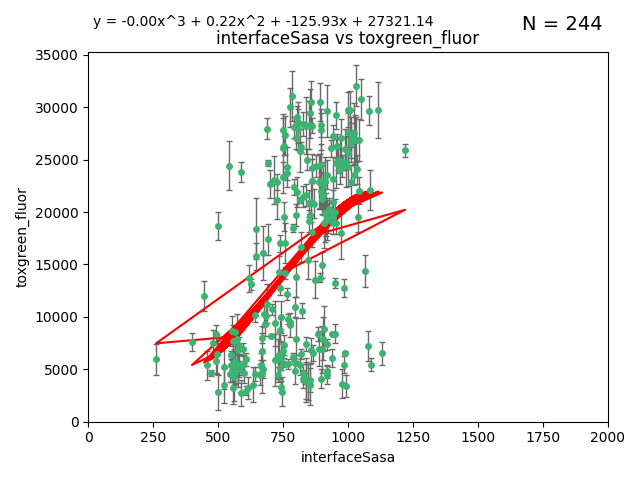 y = -0.00x^3 + 0.22x^2 + -125.93x + 27321.14
N = 244
interfaceSasa vs toxgreen_fluor
35000
30000
25000
20000
15000
10000
5000
0
toxgreen_fluor
0 250 500 750 1000 1250 1500 1750 2000
interfaceSasa